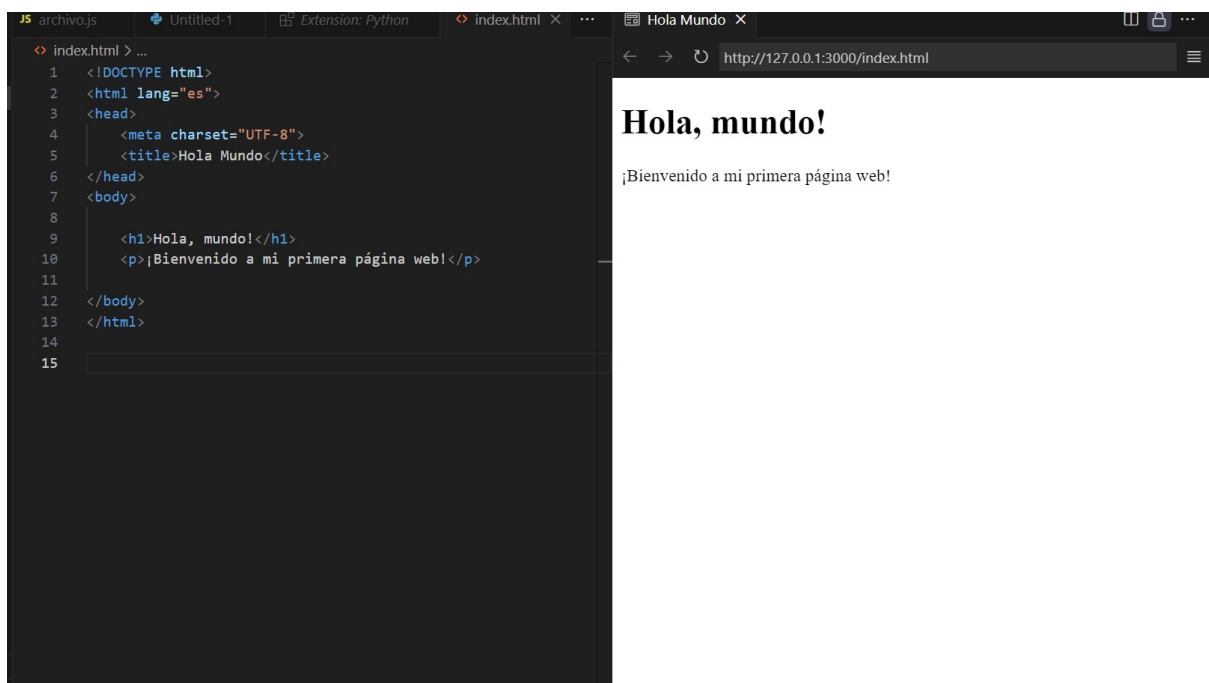 JS archivo.js Untitled-1 Extension: Python <> index.html × ···
<> index.html > ...
1 <!DOCTYPE html>
2 <html lang="es">
3 <head>
4 <meta charset="UTF-8">
5 <title>Hola Mundo</title>
6 </head>
7 <body>
8
9 <h1>Hola, mundo!</h1>
10 <p>¡Bienvenido a mi primera página web!</p>
11
12 </body>
13 </html>
14
15
Hola Mundo ×
http://127.0.0.1:3000/index.html
Hola, mundo!
¡Bienvenido a mi primera página web!